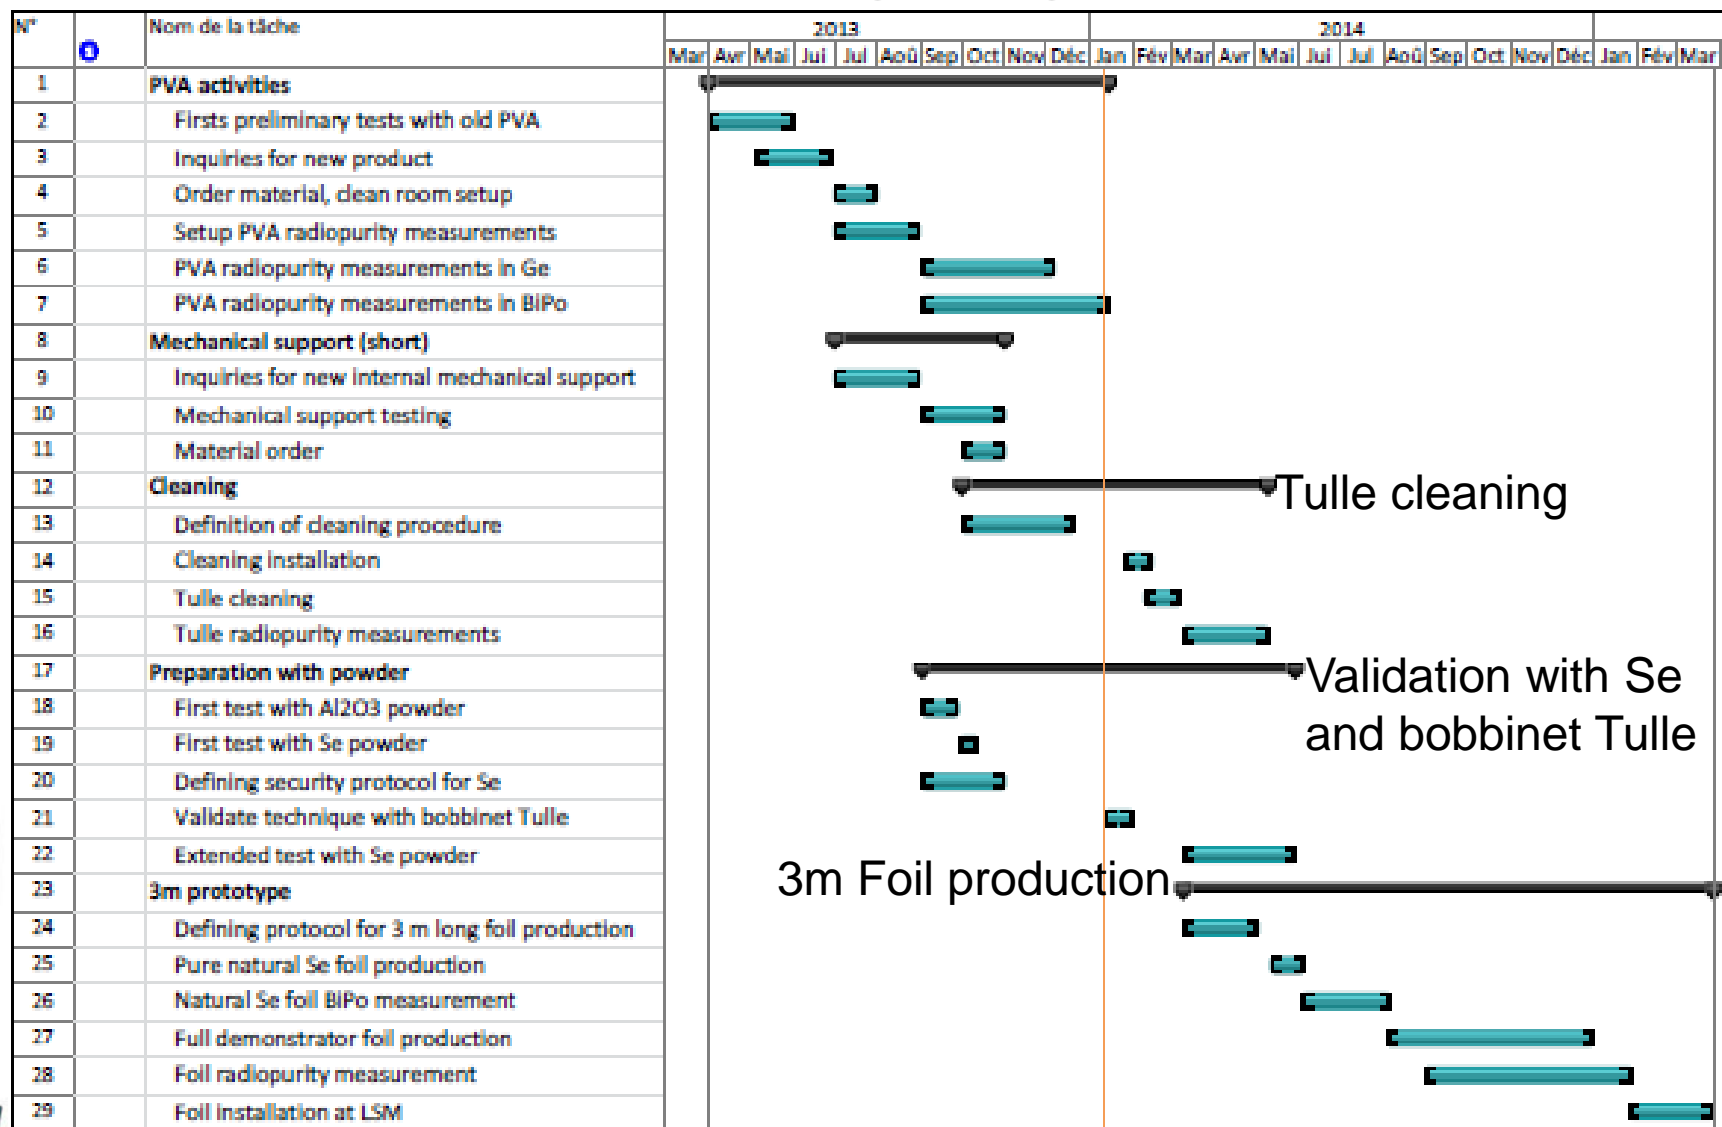 N° Nom de la tâche 2013 2014
Mar Avr Mai Jui Jul Aoû Sep Oct Nov Déc Jan Fév Mar Avr Mai Jui Jul Aoû Sep Oct Nov Déc Jan Fév Mar
1 PVA activities
2 Firsts preliminary tests with old PVA
3 Inquiries for new product
4 Order material, clean room setup
5 Setup PVA radiopurity measurements
6 PVA radiopurity measurements in Ge
7 PVA radiopurity measurements in BiPo
8 Mechanical support (short)
9 Inquiries for new internal mechanical support
10 Mechanical support testing
11 Material order
12 Cleaning Tulle cleaning
13 Definition of cleaning procedure
14 Cleaning installation
15 Tulle cleaning
16 Tulle radiopurity measurements
17 Preparation with powder Validation with Se
18 First test with Al2O3 powder
19 First test with Se powder and bobbinet Tulle
20 Defining security protocol for Se
21 Validate technique with bobbinet Tulle
22 Extended test with Se powder
23 3m prototype 3m Foil production
24 Defining protocol for 3 m long foil production
25 Pure natural Se foil production
26 Natural Se foil BiPo measurement
27 Full demonstrator foil production
28 Foil radiopurity measurement
29 Foil installation at LSM